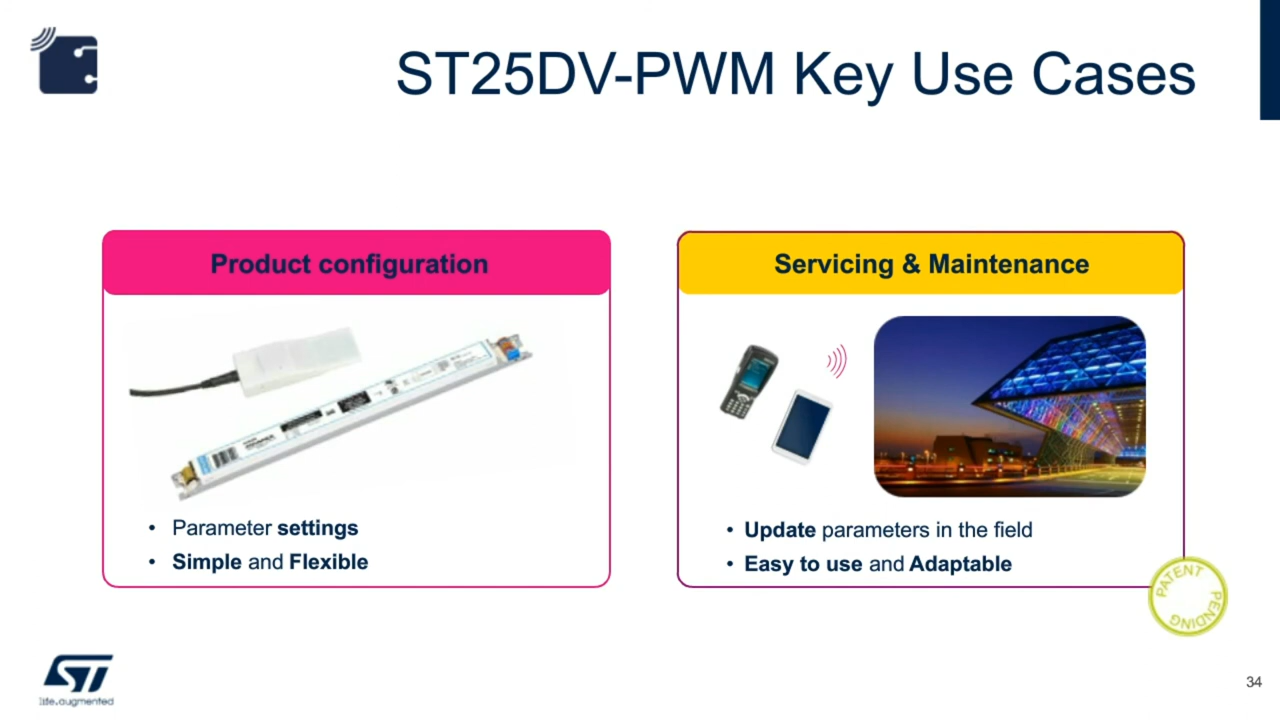 ST25DV-PWM Key Use Cases
Product configuration
• Parameter settings
• Simple and Flexible
Servicing & Maintenance
• Update parameters in the field
• Easy to use and Adaptable
PATENT PENDING
ST
life.augmented
34